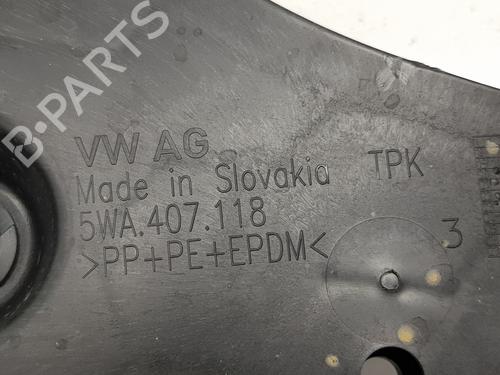 VW AG
Made in Slovakia TPK
5WA.407.118
>PP+PE+EPDM< 3
B-PARTS